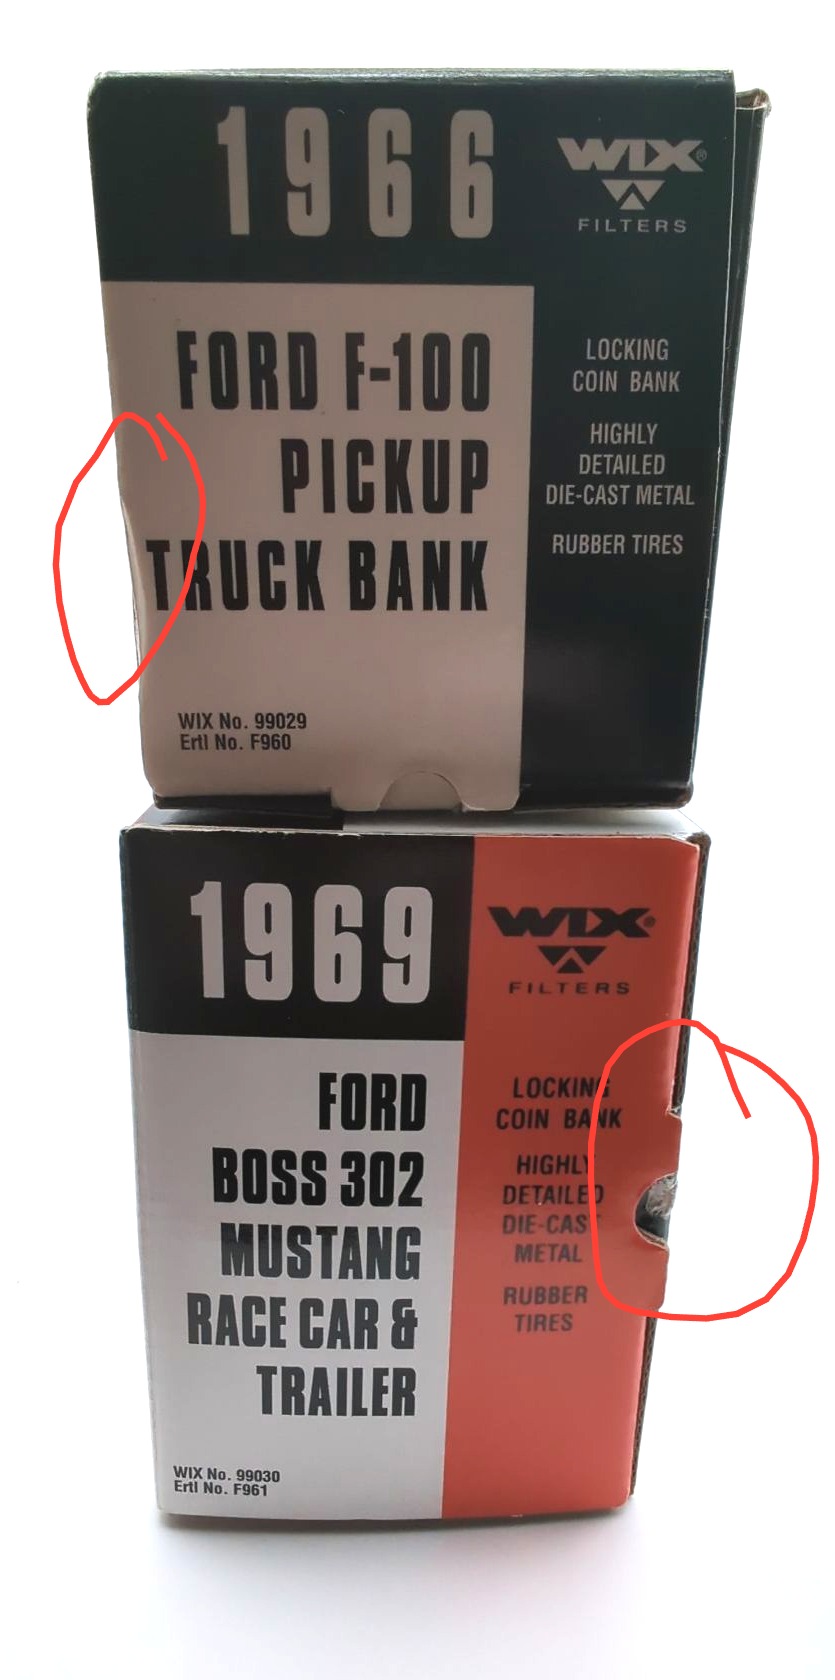 1966
WIX®
FILTERS
FORD F-100
PICKUP
TRUCK BANK
LOCKING
COIN BANK
HIGHLY
DETAILED
DIE-CAST METAL
RUBBER TIRES
WIX No. 99029
Ertl No. F960
1969
WIX®
FILTERS
FORD
BOSS 302
MUSTANG
RACE CAR &
TRAILER
LOCKING
COIN BANK
HIGHLY
DETAILED
DIE-CAST
METAL
RUBBER
TIRES
WIX No. 99030
Ertl No. F961